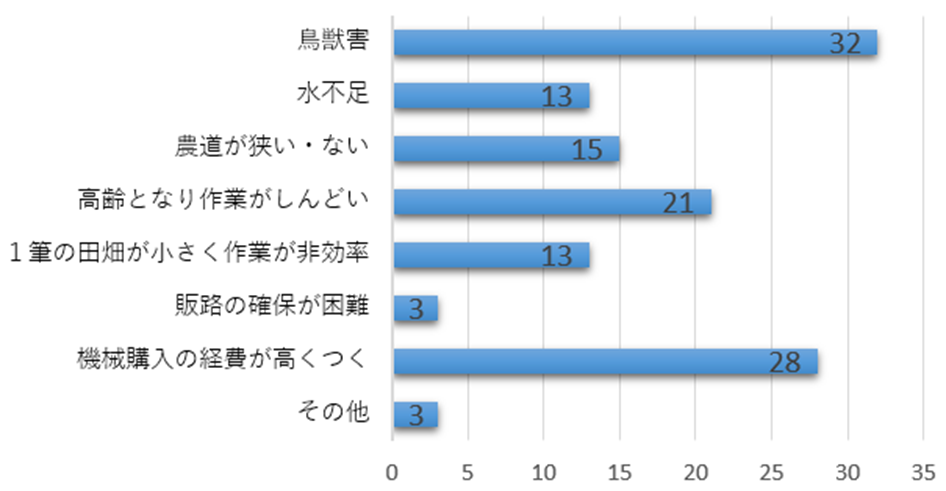 鳥獣害 32
水不足 13
農道が狭い・ない 15
高齢となり作業がしんどい 21
１筆の田畑が小さく作業が非効率 13
販路の確保が困難 3
機械購入の経費が高くつく 28
その他 3
0 5 10 15 20 25 30 35